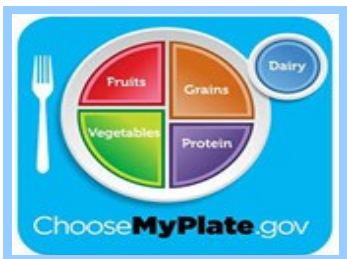 Fruits
Grains
Dairy
Vegetables
Protein
ChooseMyPlate.gov